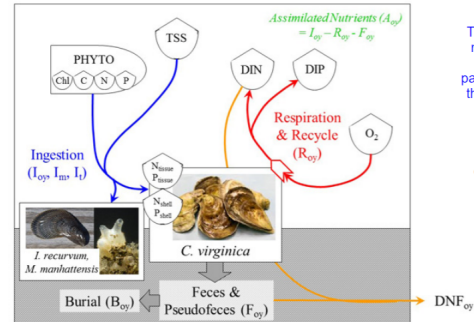 Assimilated Nutrients (Aoy)
= Ioy – Roy - Foy
TSS
PHYTO
Chl C N P
DIN
DIP
Respiration
& Recycle
(Roy)
O2
Ingestion
(Ioy, Im, It)
Ntissue
Ptissue
Nshell
Pshell
I. recurvum,
M. manhattensis
C. virginica
Feces &
Pseudofeces (Foy)
Burial (Boy)
DNFoy